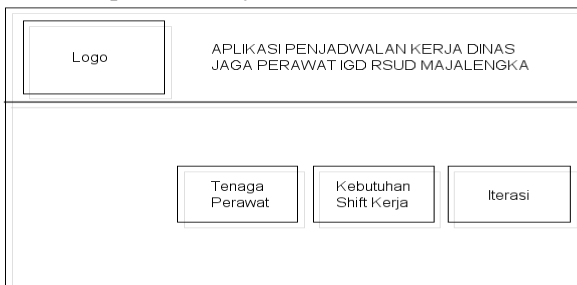 Logo
APLIKASI PENJADWALAN KERJA DINAS
JAGA PERAWAT IGD RSUD MAJALENGKA
Tenaga
Perawat
Kebutuhan
Shift Kerja
Iterasi